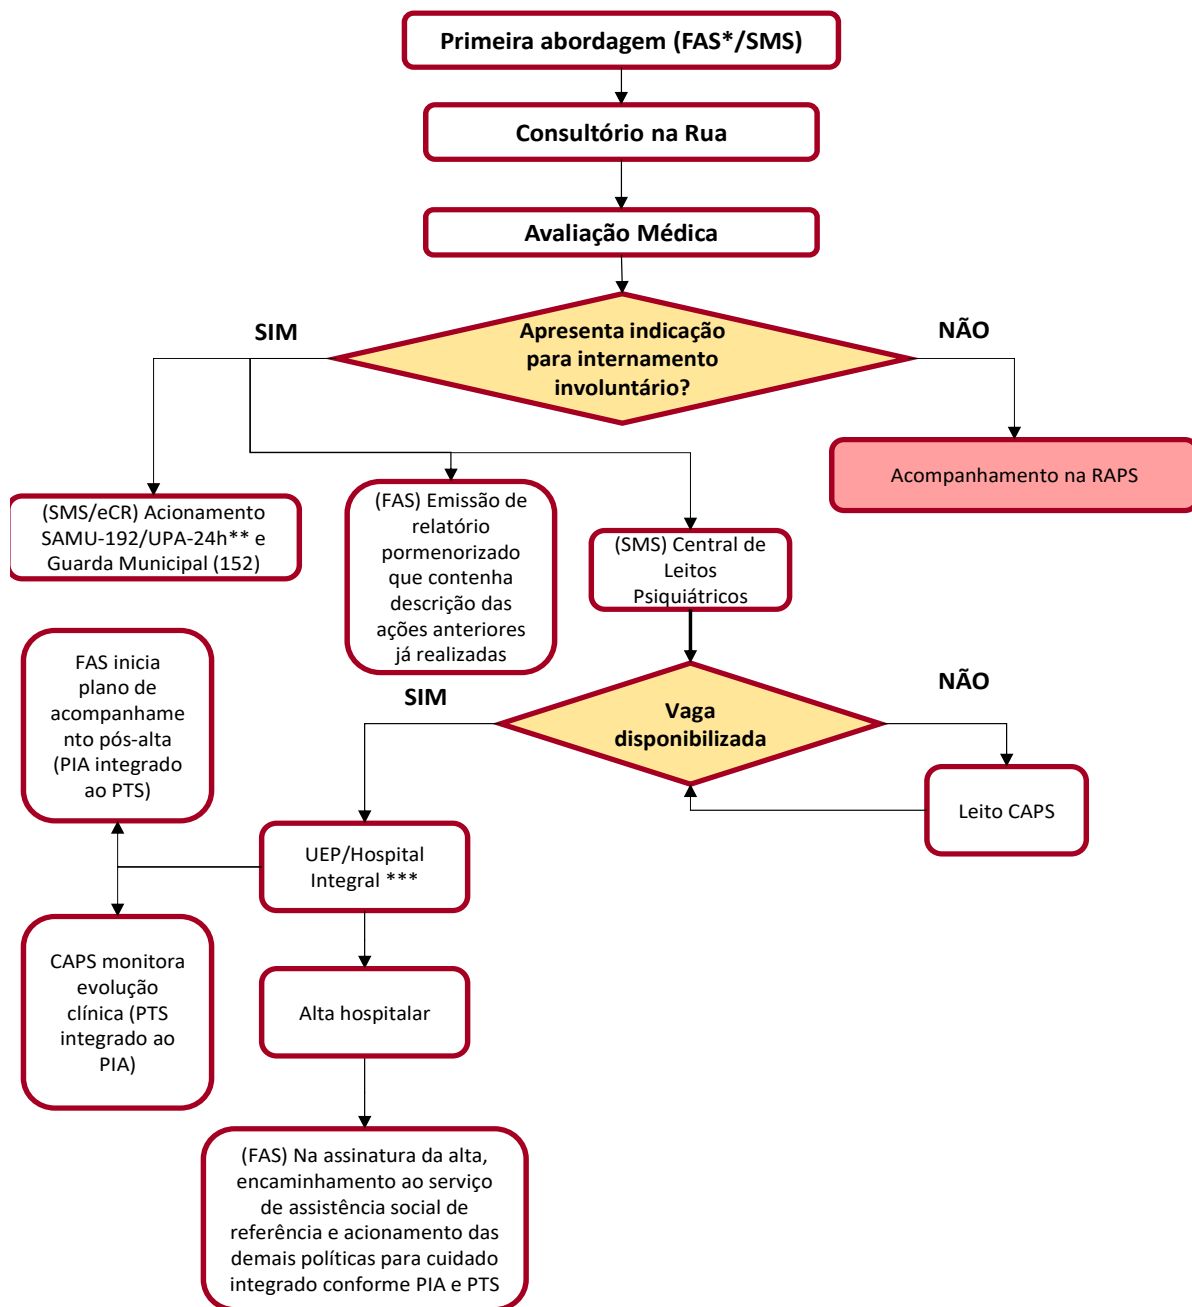 Primeira abordagem (FAS*/SMS)
Consultório na Rua
Avaliação Médica
SIM
Apresenta indicação
para internamento
involuntário?
NÃO
Acompanhamento na RAPS
(SMS/eCR) Acionamento
SAMU-192/UPA-24h** e
Guarda Municipal (152)
(FAS) Emissão de
relatório
pormenorizado
que contenha
descrição das
ações anteriores
já realizadas
(SMS) Central de
Leitos
Psiquiátricos
FAS inicia
plano de
acompanhame
nto pós-alta
(PIA integrado
ao PTS)
SIM
Vaga
disponibilizada
NÃO
Leito CAPS
UEP/Hospital
Integral ***
CAPS monitora
evolução
clínica (PTS
integrado ao
PIA)
Alta hospitalar
(FAS) Na assinatura da alta,
encaminhamento ao serviço
de assistência social de
referência e acionamento das
demais políticas para cuidado
integrado conforme PIA e PTS